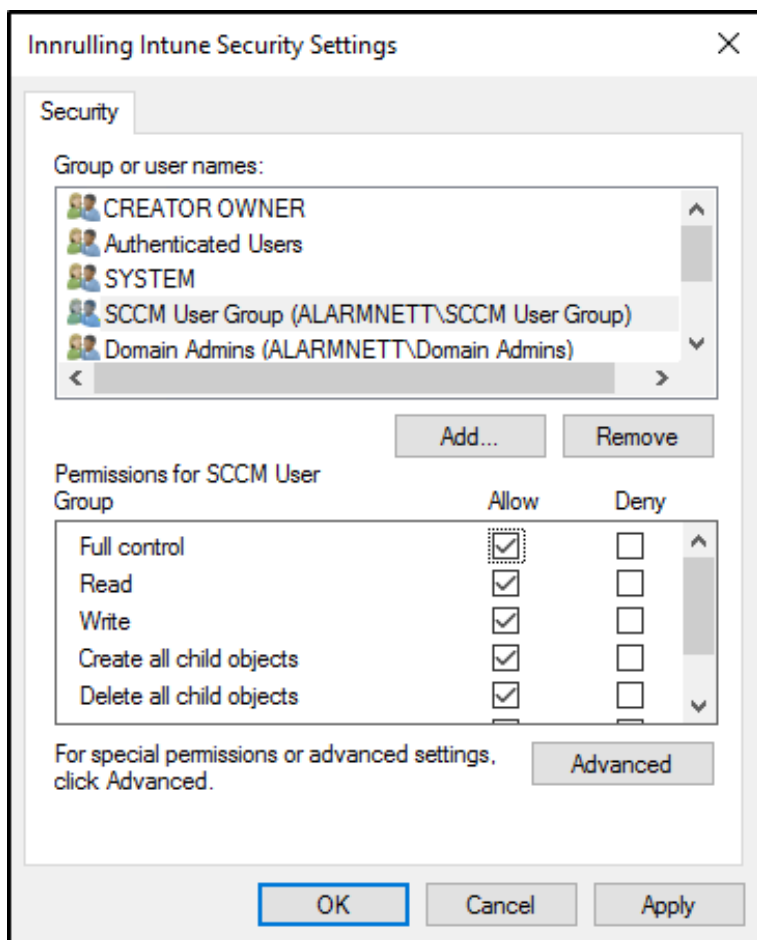 Innrulling Intune Security Settings
Security
Group or user names:
CREATOR OWNER
Authenticated Users
SYSTEM
SCCM User Group (ALARMNETT\SCCM User Group)
Domain Admins (ALARMNETT\Domain Admins)
Add... Remove
Permissions for SCCM User
Group Allow Deny
Full control
Read
Write
Create all child objects
Delete all child objects
For special permissions or advanced settings,
click Advanced.
Advanced
OK Cancel Apply